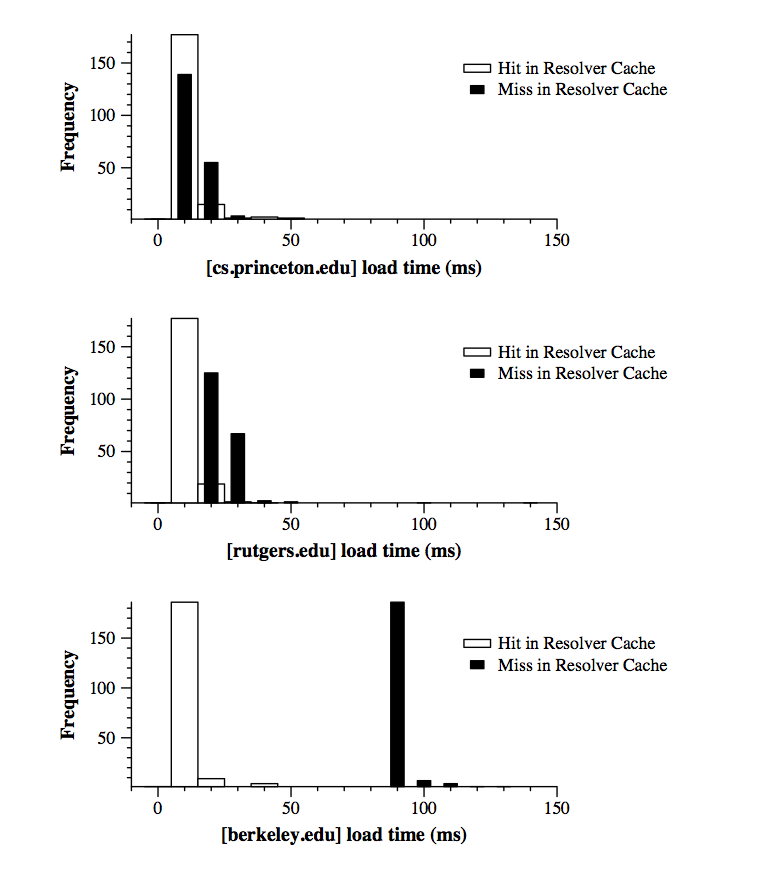 Frequency
150
100
50
Hit in Resolver Cache
Miss in Resolver Cache
0 50 100 150
[cs.princeton.edu] load time (ms)
Frequency
150
100
50
Hit in Resolver Cache
Miss in Resolver Cache
0 50 100 150
[rutgers.edu] load time (ms)
Frequency
150
100
50
Hit in Resolver Cache
Miss in Resolver Cache
0 50 100 150
[berkeley.edu] load time (ms)